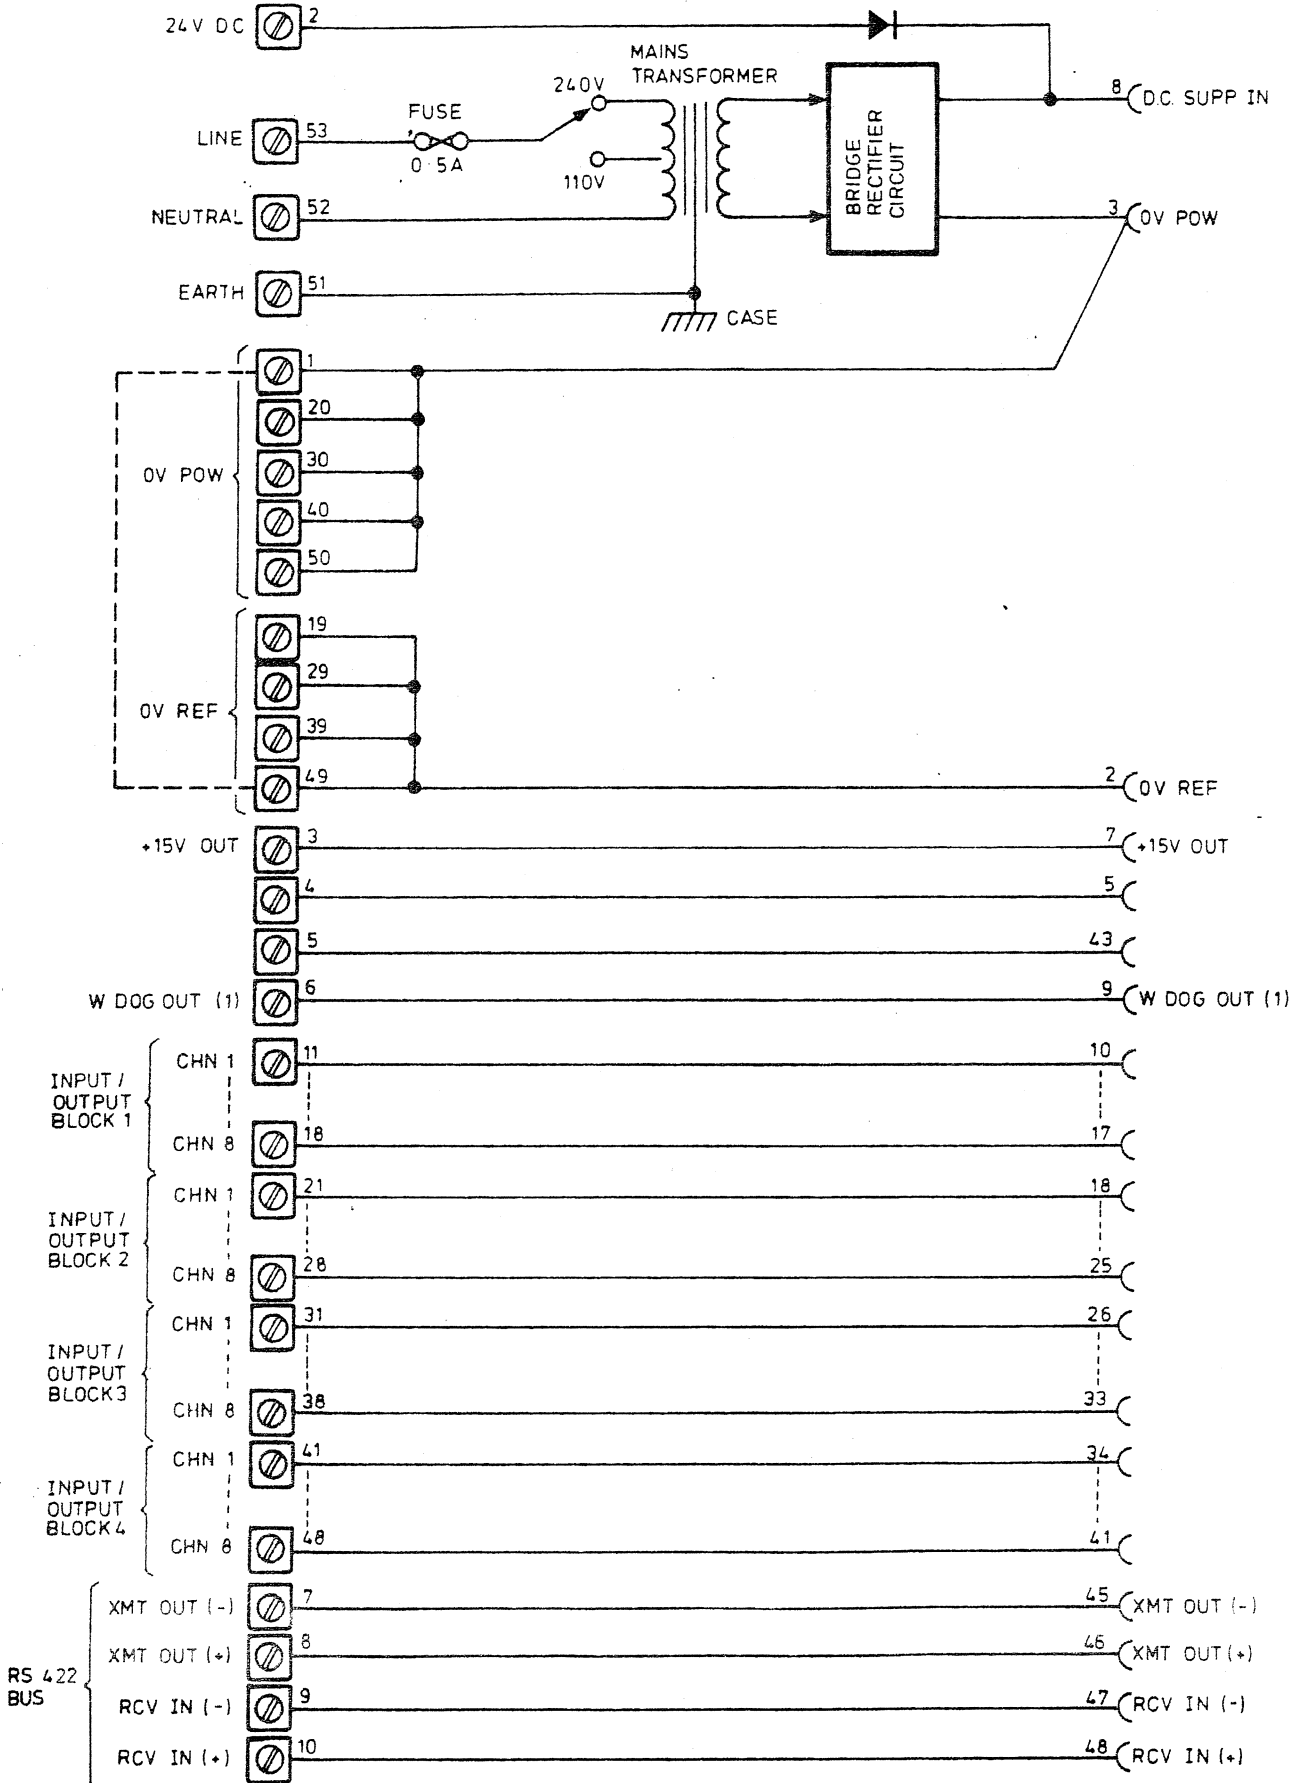 24V DC 2
MAINS
TRANSFORMER
240V
8 D.C. SUPP IN
FUSE
LINE 53
0·5A
110V
BRIDGE
RECTIFIER
CIRCUIT
NEUTRAL 52
3 0V POW
EARTH 51
CASE
1
20
30
0V POW
40
50
19
29
0V REF
39
49 2 0V REF
+15V OUT 3 7 +15V OUT
4 5
5 43
W DOG OUT (1) 6 9 W DOG OUT (1)
INPUT /
OUTPUT
BLOCK 1
CHN 1 11 10
CHN 8 18 17
INPUT /
OUTPUT
BLOCK 2
CHN 1 21 18
CHN 8 28 25
INPUT /
OUTPUT
BLOCK 3
CHN 1 31 26
CHN 8 38 33
INPUT /
OUTPUT
BLOCK 4
CHN 1 41 34
CHN 8 48 41
RS 422
BUS
XMT OUT (-) 7 45 XMT OUT (-)
XMT OUT (+) 8 46 XMT OUT (+)
RCV IN (-) 9 47 RCV IN (-)
RCV IN (+) 10 48 RCV IN (+)